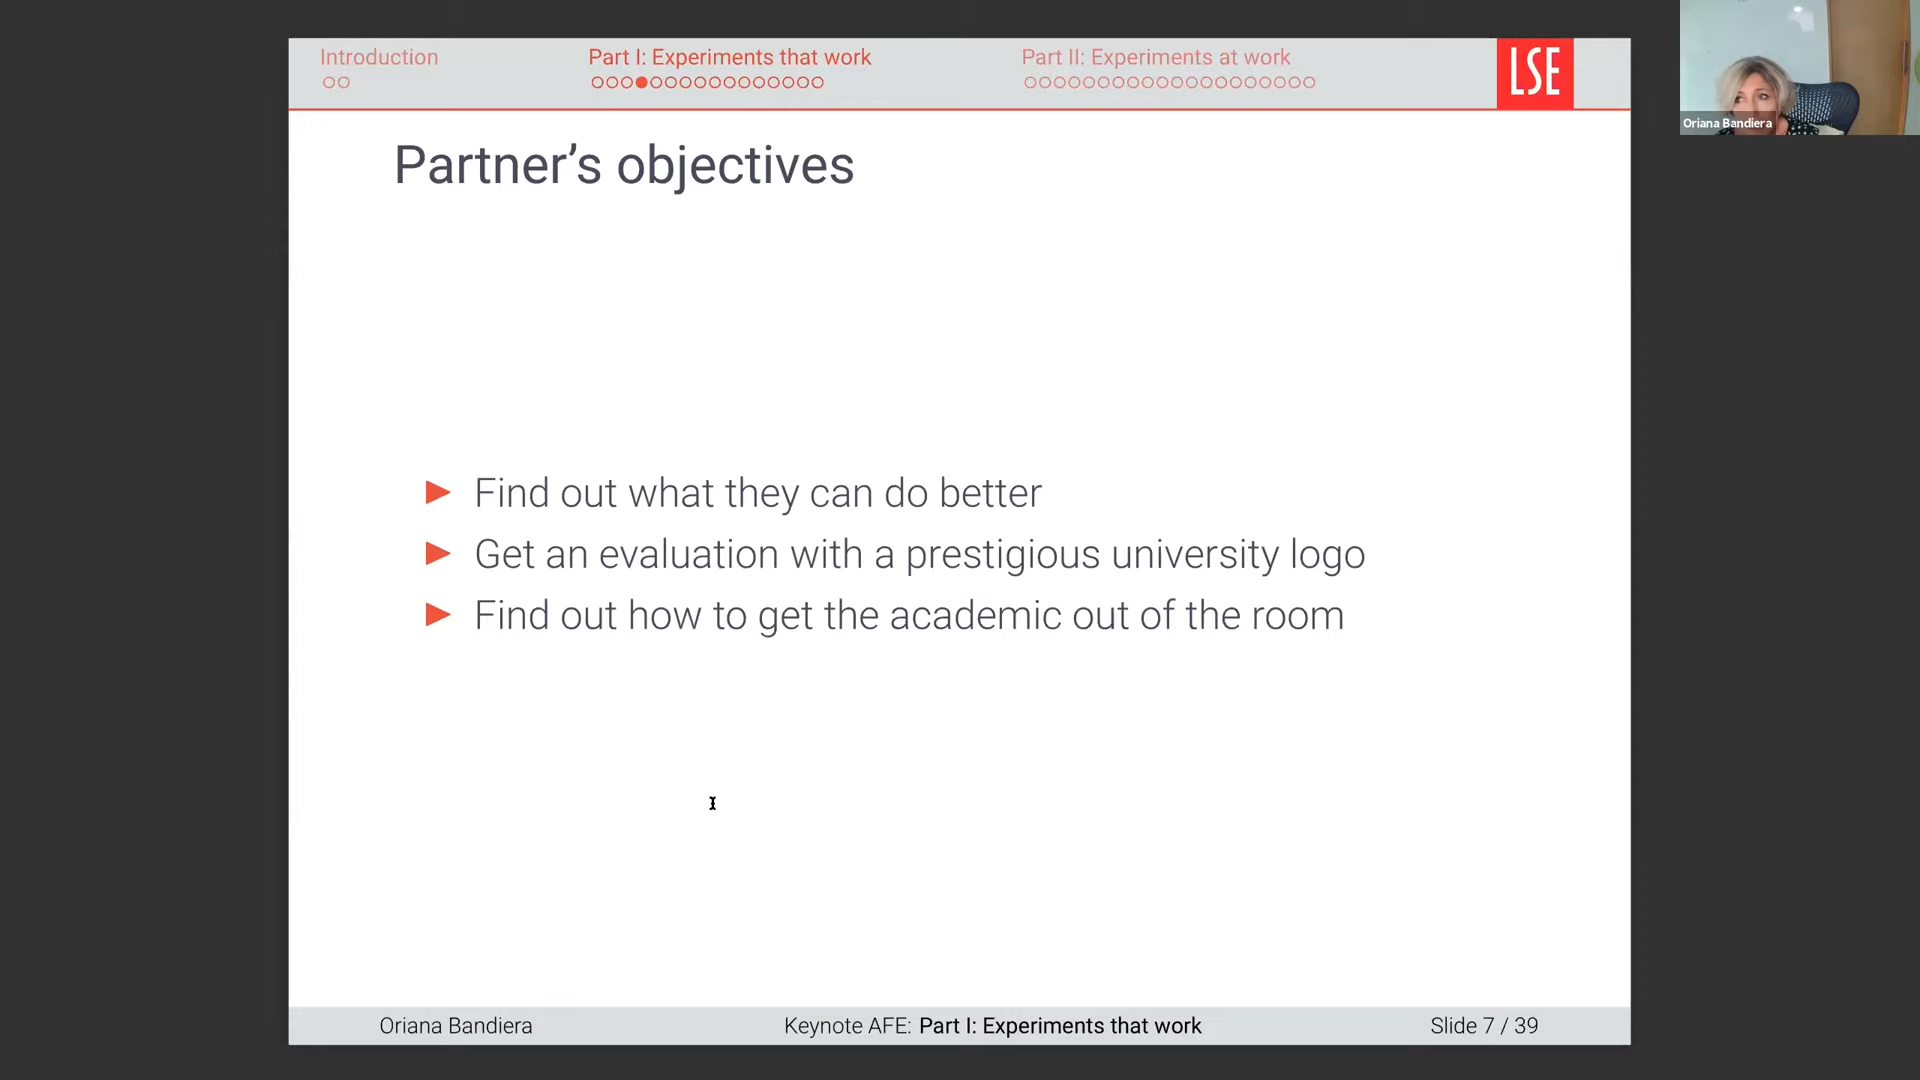 Introduction
Part I: Experiments that work
Part II: Experiments at work
LSE
Oriana Bandiera
Partner's objectives
Find out what they can do better
Get an evaluation with a prestigious university logo
Find out how to get the academic out of the room
Oriana Bandiera
Keynote AFE: Part I: Experiments that work
Slide 7 / 39